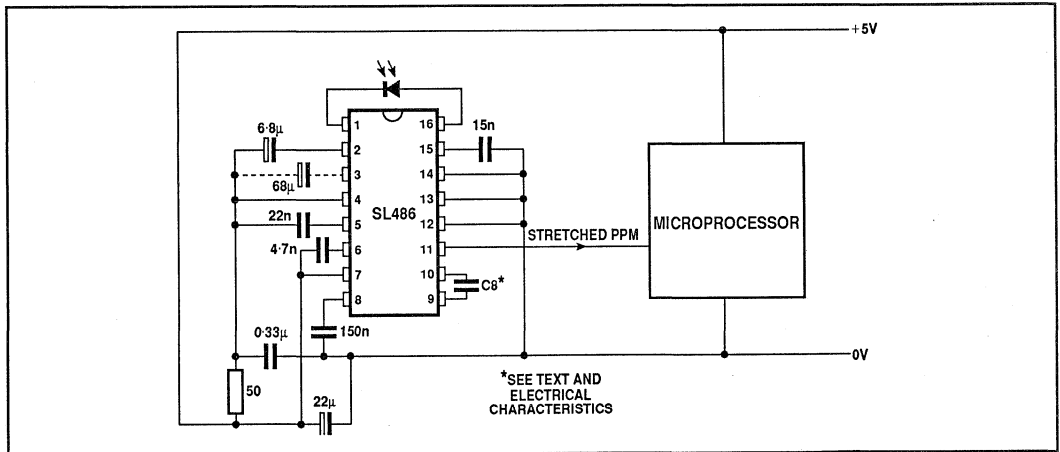 +5V
6·8µ
1
16
15n
2
15
3
14
68µ
4
13
SL486
MICROPROCESSOR
22n
5
12
STRETCHED PPM
4·7n
6
11
7
10
C8*
8
9
150n
0·33µ
0V
50
22µ
*SEE TEXT AND
ELECTRICAL
CHARACTERISTICS